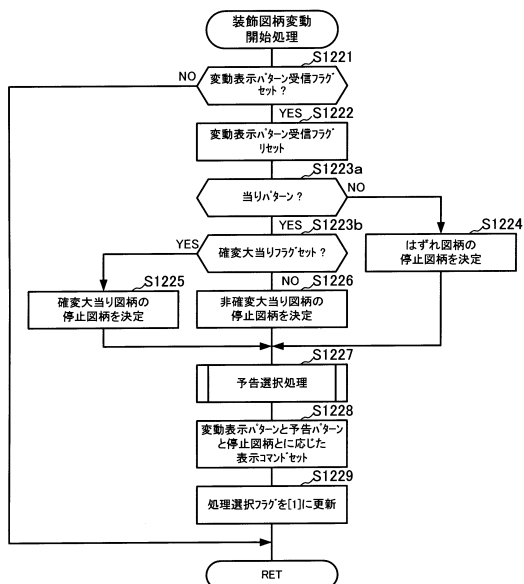 装飾図柄変動
開始処理
S1221
NO
変動表示パターン受信フラグ
セット?
YES
S1222
変動表示パターン受信フラグ
リセット
S1223a
当りパターン?
NO
YES
S1223b
S1224
はずれ図柄の
停止図柄を決定
YES
確変大当りフラグセット?
S1225
NO
S1226
確変大当り図柄の
停止図柄を決定
非確変大当り図柄の
停止図柄を決定
S1227
予告選択処理
S1228
変動表示パターンと予告パターン
と停止図柄とに応じた
表示コマンドセット
S1229
処理選択フラグを[1]に更新
RET